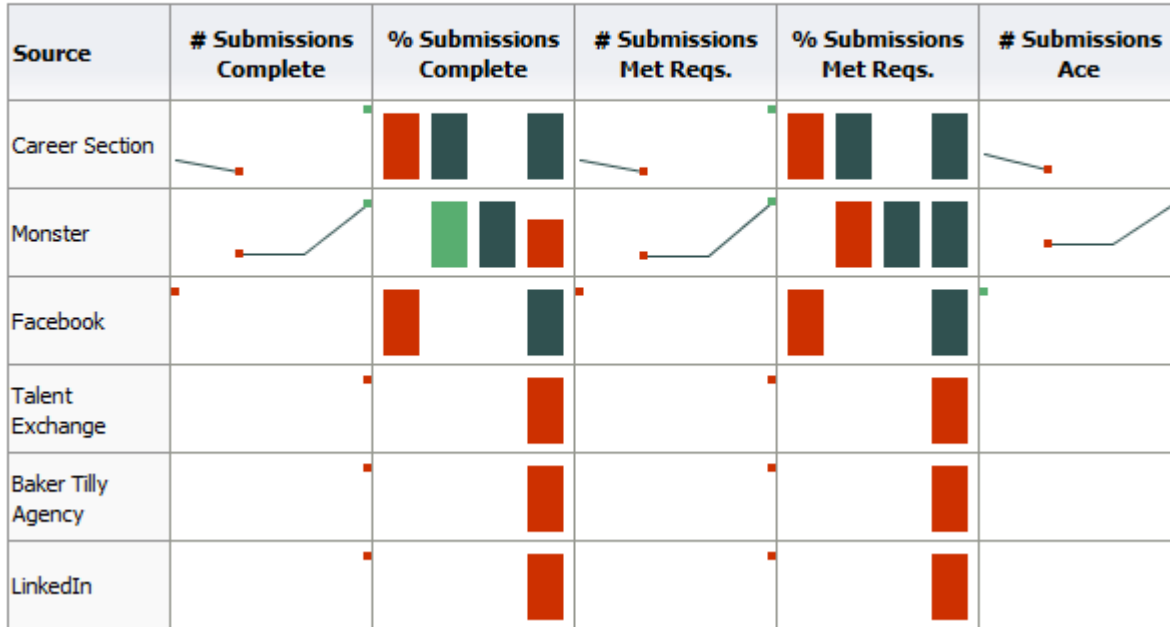 Source
# Submissions
Complete
% Submissions
Complete
# Submissions
Met Reqs.
% Submissions
Met Reqs.
# Submissions
Ace
Career Section
Monster
Facebook
Talent
Exchange
Baker Tilly
Agency
LinkedIn